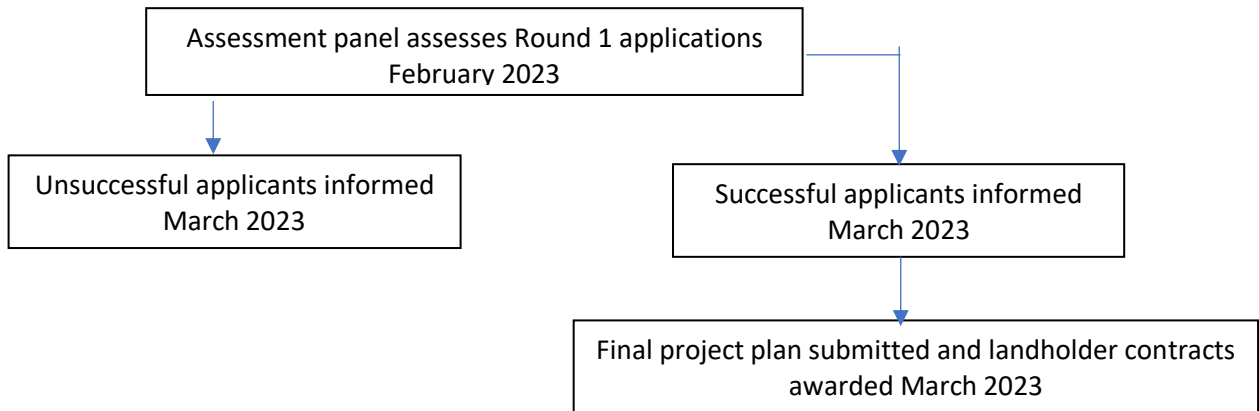 Assessment panel assesses Round 1 applications
February 2023
Unsuccessful applicants informed
March 2023
Successful applicants informed
March 2023
Final project plan submitted and landholder contracts
awarded March 2023